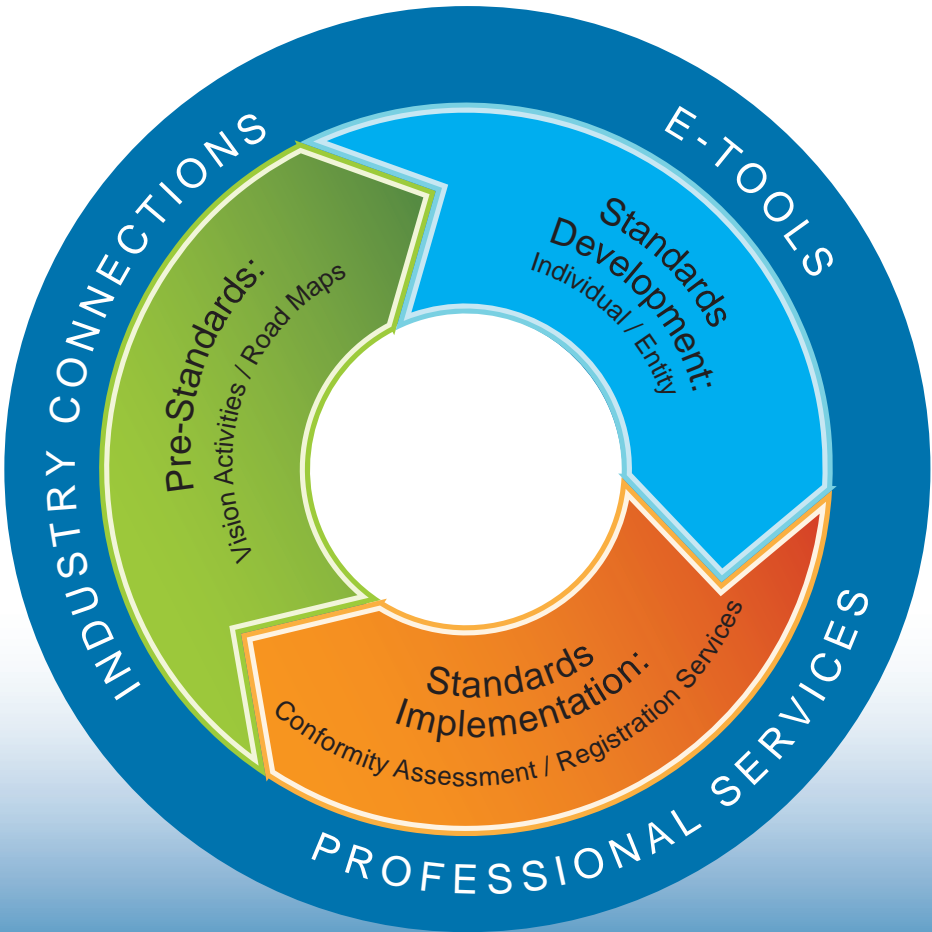 INDUSTRY CONNECTIONS
E-TOOLS
PROFESSIONAL SERVICES
Pre-Standards:
Vision Activities / Road Maps
Standards
Development:
Individual / Entity
Standards
Implementation:
Conformity Assessment / Registration Services